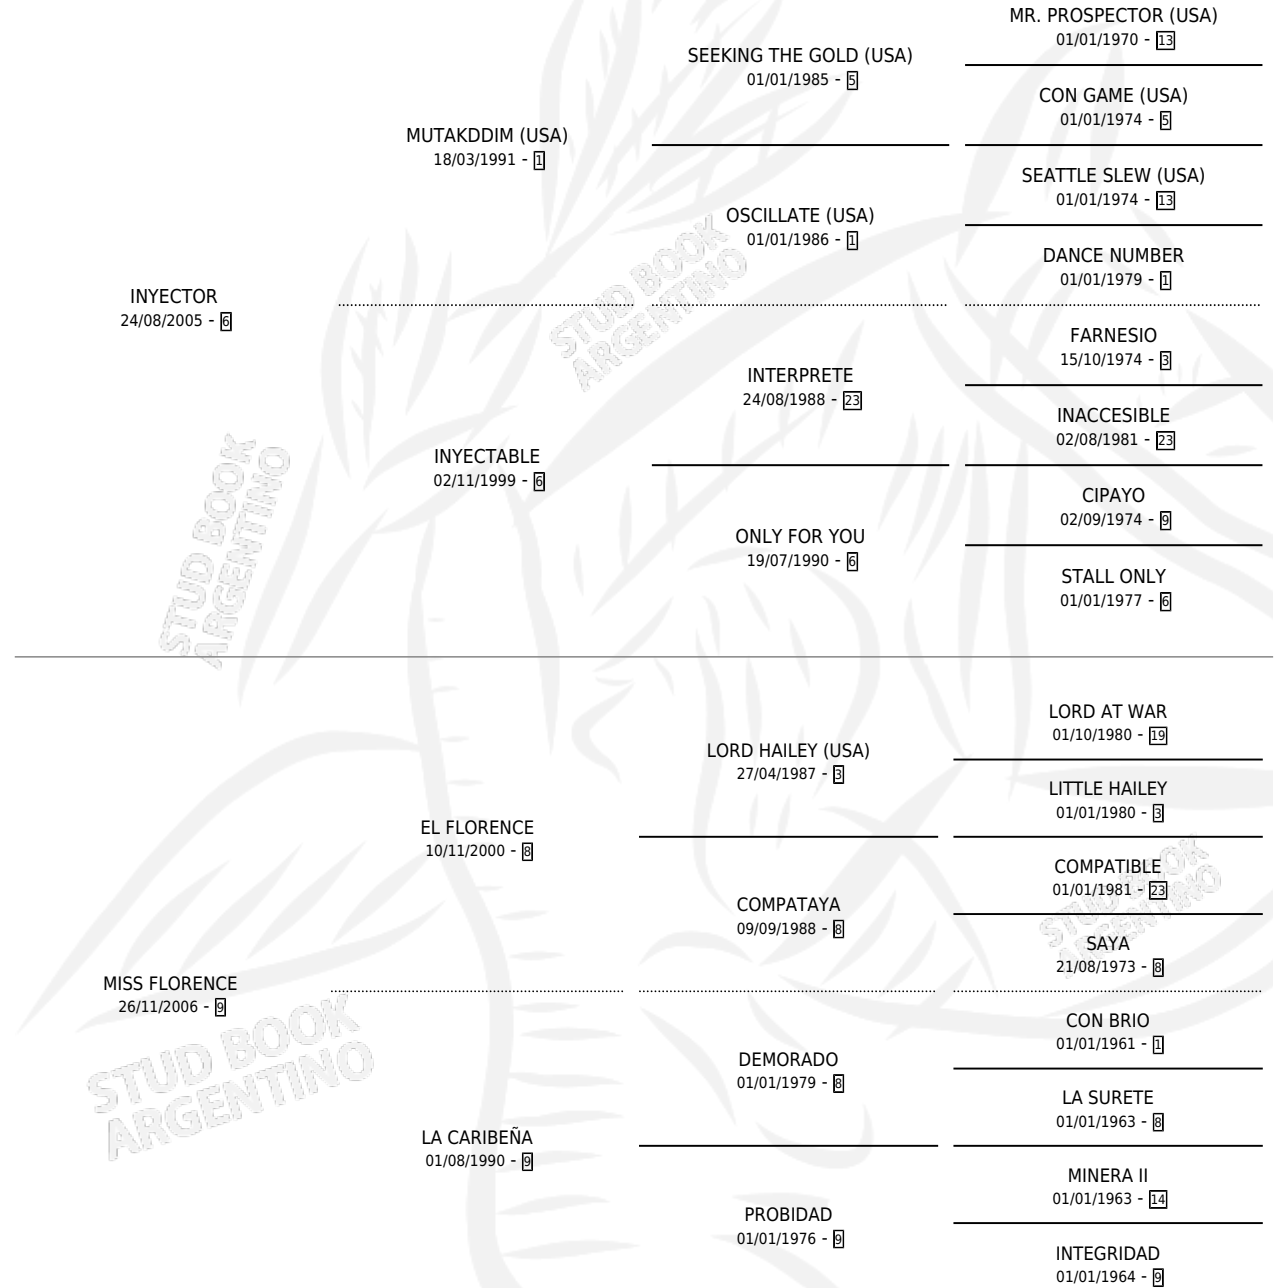 MR. PROSPECTOR (USA)
01/01/1970 - 13
SEEKING THE GOLD (USA)
01/01/1985 - 5
CON GAME (USA)
01/01/1974 - 5
MUTAKDDIM (USA)
18/03/1991 - 1
SEATTLE SLEW (USA)
01/01/1974 - 13
OSCILLATE (USA)
01/01/1986 - 1
DANCE NUMBER
01/01/1979 - 1
INYECTOR
24/08/2005 - 6
STUD BOOK
ARGENTINO
FARNESIO
15/10/1974 - 3
INTERPRETE
24/08/1988 - 23
INACCESIBLE
02/08/1981 - 23
INYECTABLE
02/11/1999 - 6
CIPAYO
02/09/1974 - 9
ONLY FOR YOU
19/07/1990 - 6
STALL ONLY
01/01/1977 - 6
STUD BOOK
ARGENTINO
LORD AT WAR
01/10/1980 - 19
LORD HAILEY (USA)
27/04/1987 - 3
LITTLE HAILEY
01/01/1980 - 3
EL FLORENCE
10/11/2000 - 8
COMPATIBLE
01/01/1981 - 23
COMPATAYA
09/09/1988 - 8
STUD BOOK
ARGENTINO
SAYA
21/08/1973 - 8
MISS FLORENCE
26/11/2006 - 9
CON BRIO
01/01/1961 - 1
DEMORADO
01/01/1979 - 8
STUD BOOK
ARGENTINO
LA SURETE
01/01/1963 - 8
LA CARIBEÑA
01/08/1990 - 9
MINERA II
01/01/1963 - 14
PROBIDAD
01/01/1976 - 9
INTEGRIDAD
01/01/1964 - 9